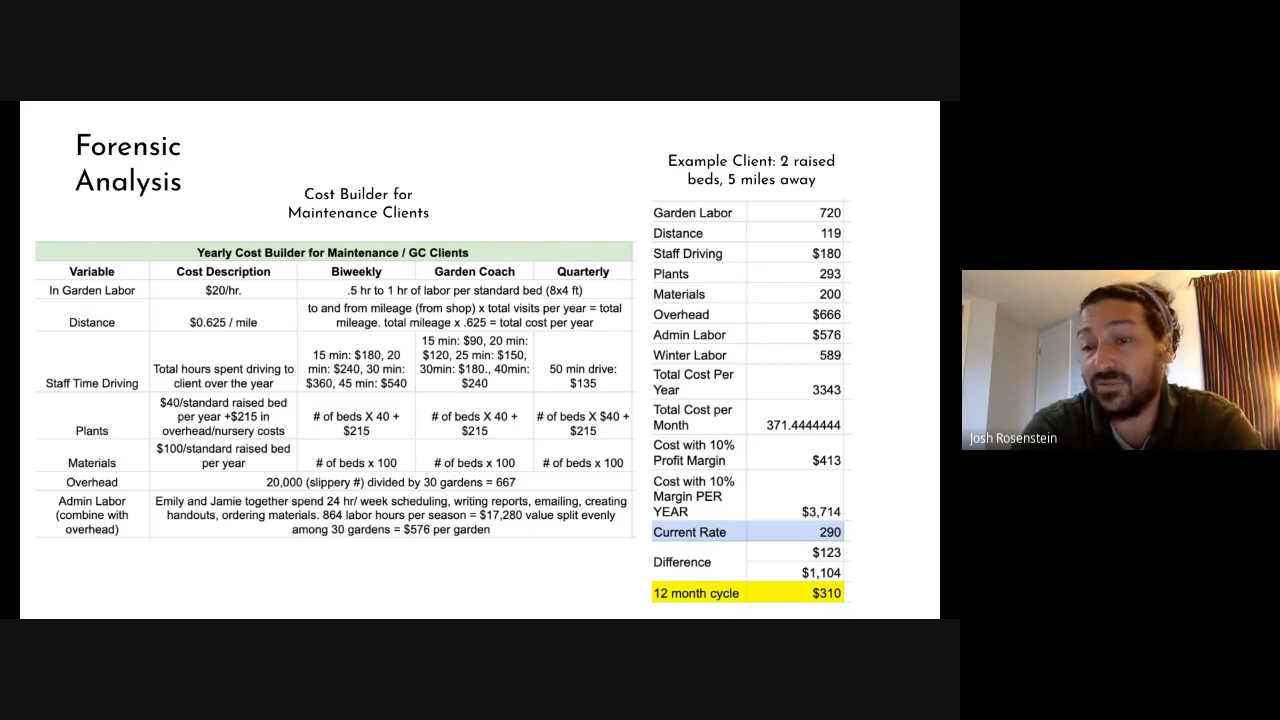 Forensic
Analysis
Cost Builder for
Maintenance Clients
Yearly Cost Builder for Maintenance / GC Clients
Variable Cost Description Biweekly Garden Coach Quarterly
In Garden Labor $20/hr. .5 hr to 1 hr of labor per standard bed (8x4 ft)
Distance $0.625 / mile to and from mileage (from shop) x total visits per year = total
mileage. total mileage x .625 = total cost per year
Staff Time Driving
Total hours spent driving to
client over the year
15 min: $180, 20
min: $240, 30 min:
$360, 45 min: $540
15 min: $90, 20 min:
$120, 25 min: $150,
30min: $180., 40min:
$240
50 min drive:
$135
Plants
$40/standard raised bed
per year +$215 in
overhead/nursery costs
# of beds X 40 +
$215
# of beds X 40 +
$215
# of beds X $40 +
$215
Materials
$100/standard raised bed
per year
# of beds x 100
# of beds x 100
# of beds x 100
Overhead 20,000 (slippery #) divided by 30 gardens = 667
Admin Labor
(combine with
overhead)
Emily and Jamie together spend 24 hr/ week scheduling, writing reports, emailing, creating
handouts, ordering materials. 864 labor hours per season = $17,280 value split evenly
among 30 gardens = $576 per garden
Example Client: 2 raised
beds, 5 miles away
Garden Labor 720
Distance 119
Staff Driving $180
Plants 293
Materials 200
Overhead $666
Admin Labor $576
Winter Labor 589
Total Cost Per
Year 3343
Total Cost per
Month 371.4444444
Cost with 10%
Profit Margin $413
Cost with 10%
Margin PER
YEAR $3,714
Current Rate 290
Difference $123
$1,104
12 month cycle $310
Josh Rosenstein